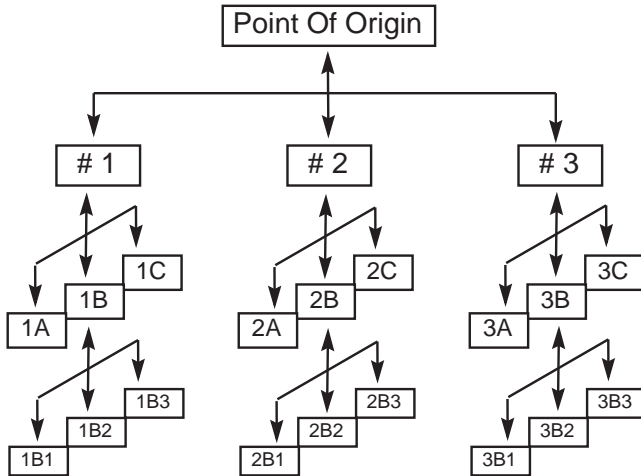 Point Of Origin
# 1
# 2
# 3
1C
2C
3C
1B
2B
3B
1A
2A
3A
1B3
2B3
3B3
1B2
2B2
3B2
1B1
2B1
3B1